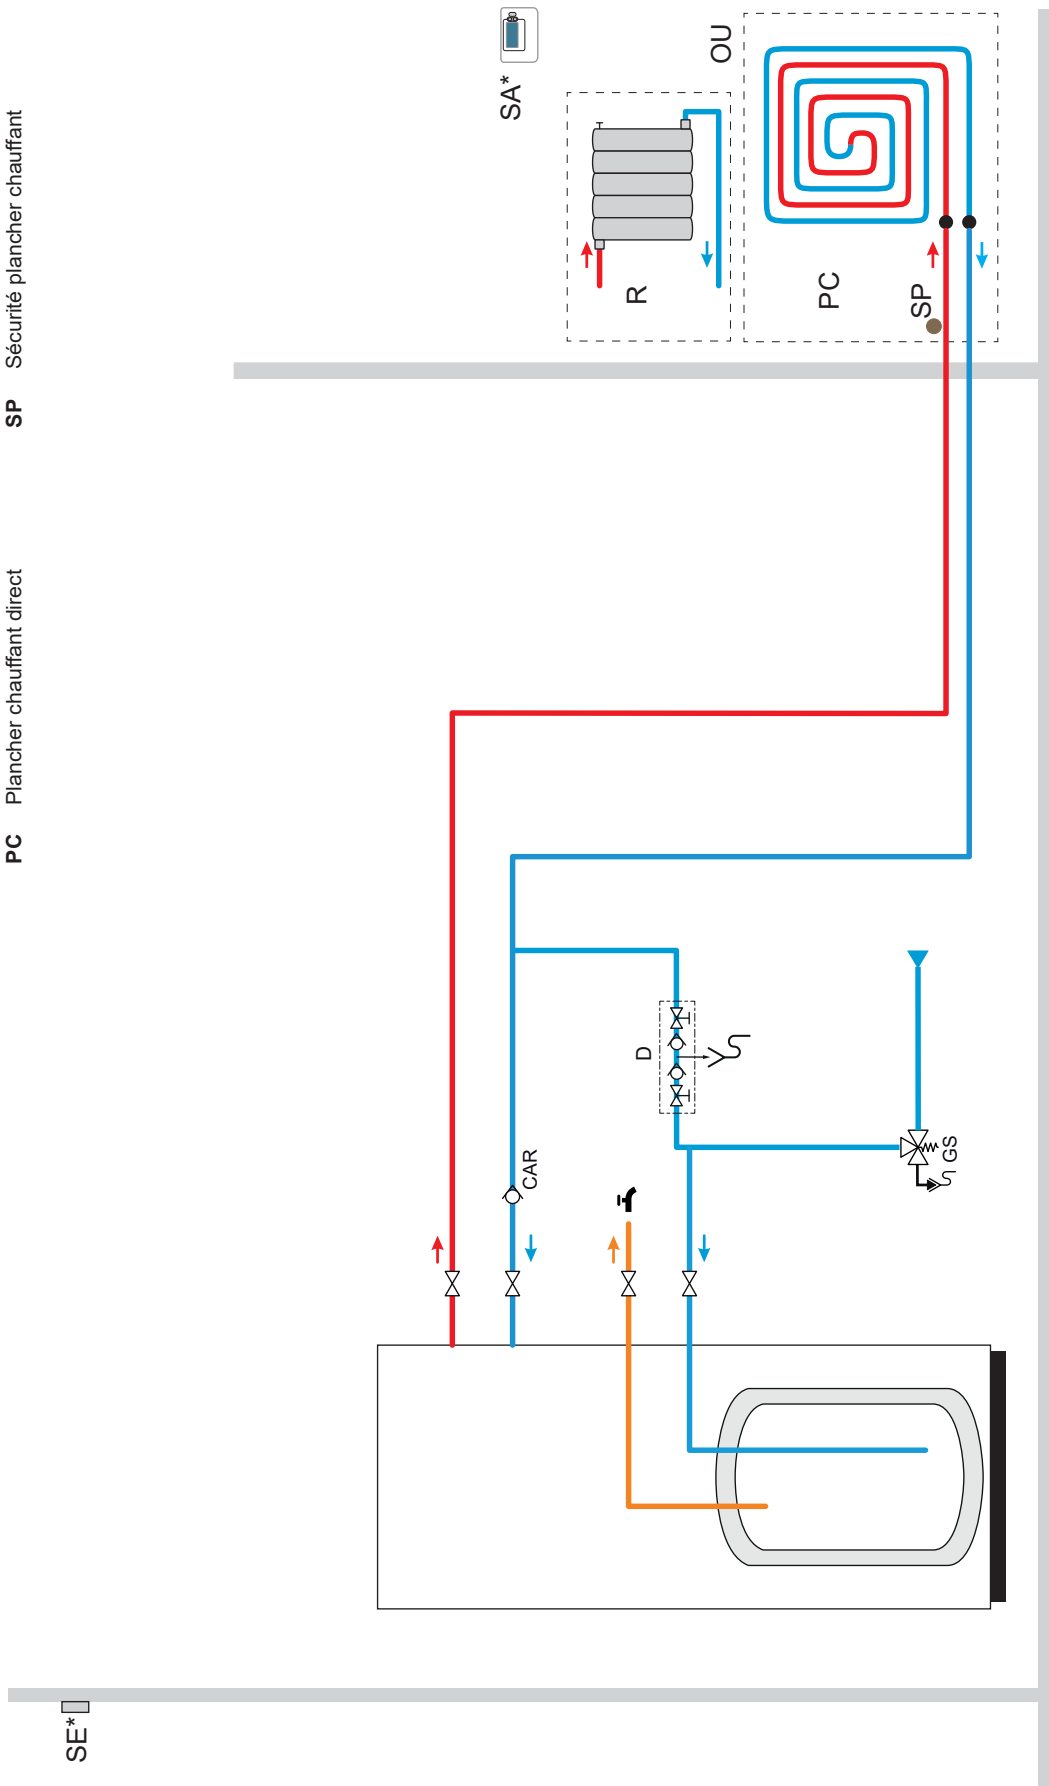 PC Plancher chauffant direct
SP Sécurité plancher chauffant
SE*
CAR
D
GS
SA*
R
OU
PC
SP